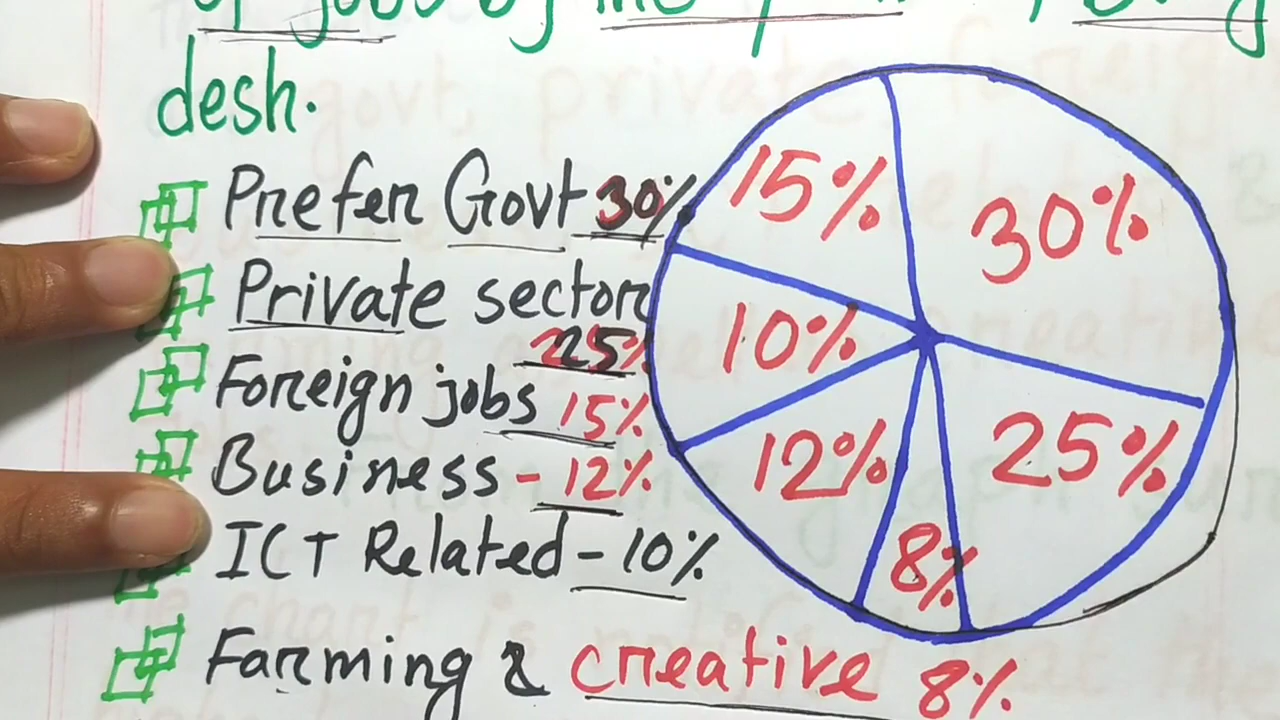 desh.
Prefer Govt 30%
Private sector
25%
Foreign jobs 15%
Business - 12%
ICT Related - 10%
Farming & creative 8%
15%
30%
10%
25%
12%
8%